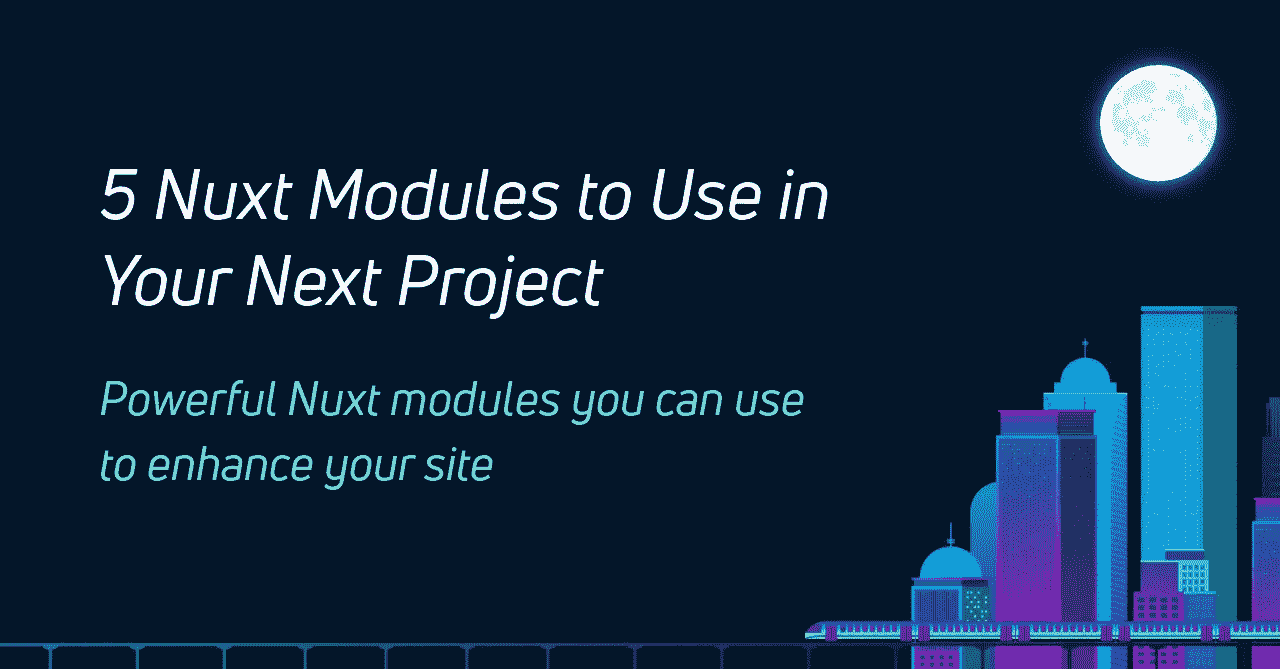 5 Nuxt Modules to Use in
Your Next Project
Powerful Nuxt modules you can use
to enhance your site